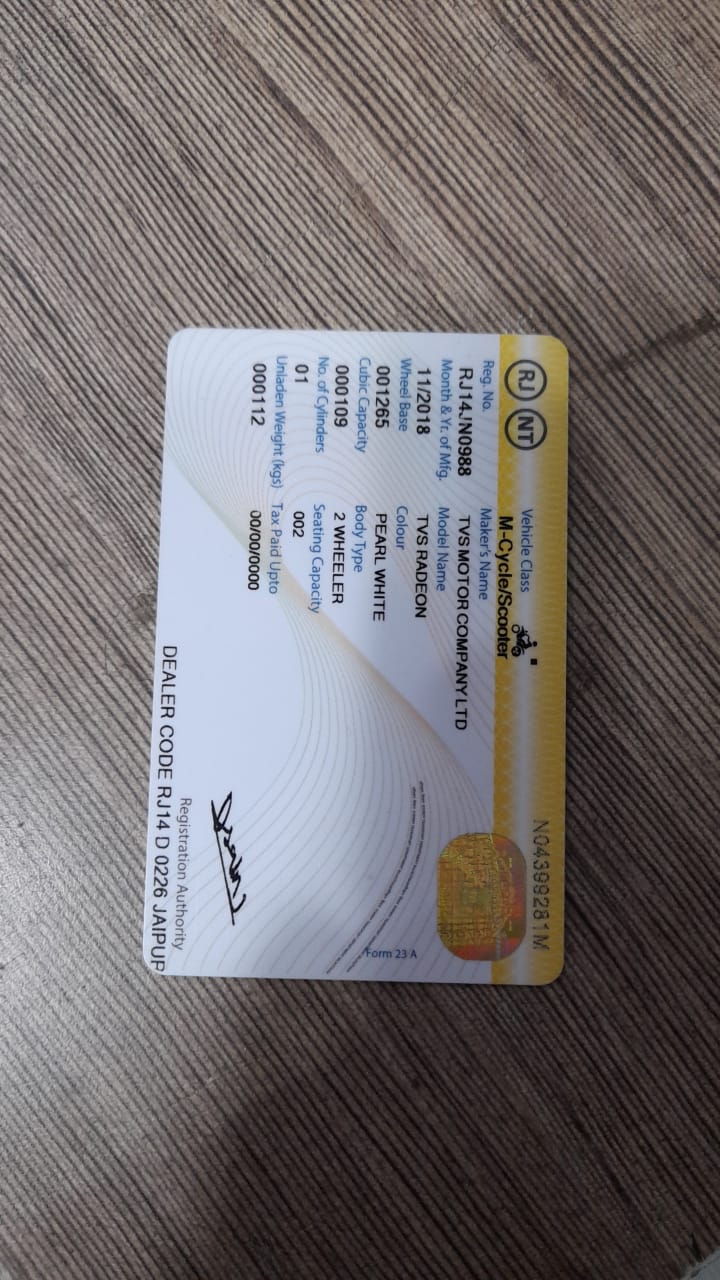 RJ NT
Vehicle Class
M-Cycle/Scooter
N04399281M
Reg. No.
RJ14JN0988
Maker's Name
TVS MOTOR COMPANY LTD
Month & Yr. of Mfg.
11/2018
Model Name
TVS RADEON
Wheel Base
001265
Colour
PEARL WHITE
Cubic Capacity
000109
Body Type
2 WHEELER
No. of Cylinders
01
Seating Capacity
002
Unladen Weight (kgs)
000112
Tax Paid Upto
00/00/0000
Form 23 A
Registration Authority
DEALER CODE RJ14 D 0226 JAIPUR